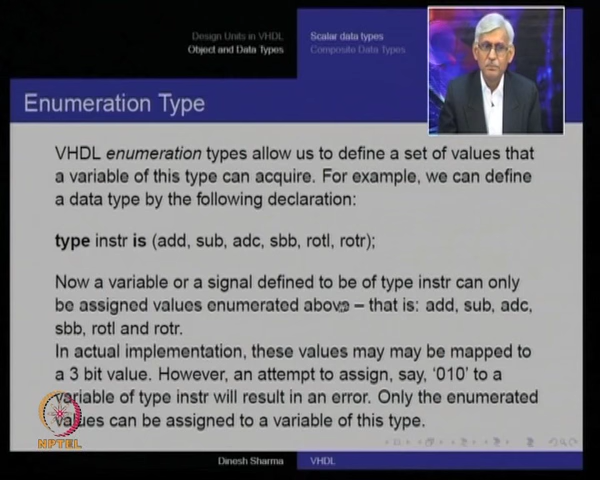 Design Units in VHDL
Object and Data Types
Scalar data types
Composite Data Types
Enumeration Type
VHDL enumeration types allow us to define a set of values that
a variable of this type can acquire. For example, we can define
a data type by the following declaration:
type instr is (add, sub, adc, sbb, rotl, rotr);
Now a variable or a signal defined to be of type instr can only
be assigned values enumerated above – that is: add, sub, adc,
sbb, rotl and rotr.
In actual implementation, these values may may be mapped to
a 3 bit value. However, an attempt to assign, say, ‘010’ to a
variable of type instr will result in an error. Only the enumerated
values can be assigned to a variable of this type.
NPTEL
Dinesh Sharma
VHDL